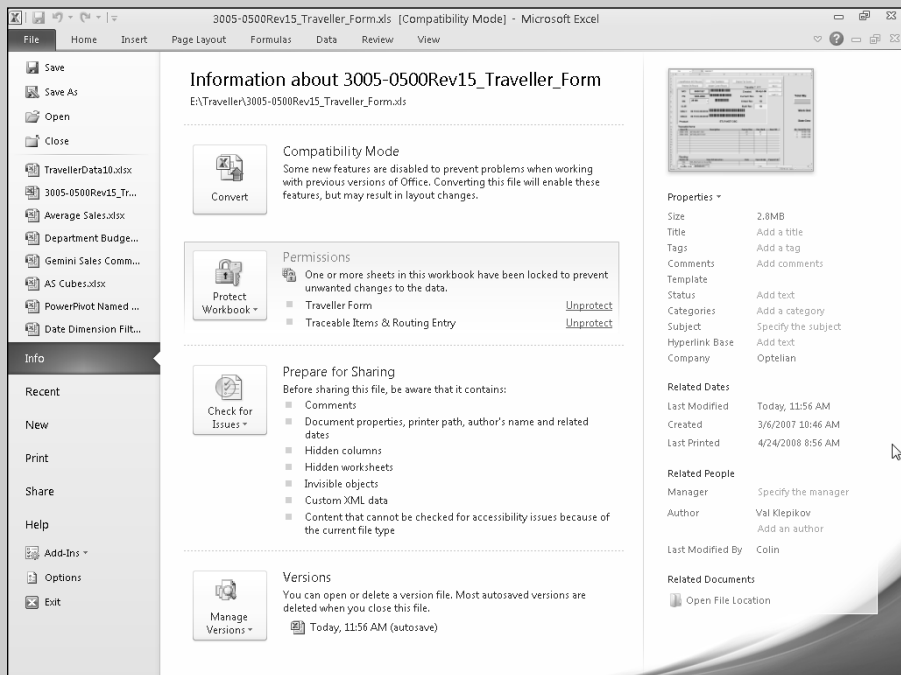 3005-0500Rev15_Traveller_Form.xls [Compatibility Mode] - Microsoft Excel
File Home Insert Page Layout Formulas Data Review View
Save
Save As
Open
Close
TravellerData10.xlsx
3005-0500Rev15_Tr...
Average Sales.xlsx
Department Budge...
Gemini Sales Comm...
AS Cubes.xlsx
PowerPivot Named ...
Date Dimension Filt...
Info
Recent
New
Print
Share
Help
Add-Ins
Options
Exit
Information about 3005-0500Rev15_Traveller_Form
E:\Traveller\3005-0500Rev15_Traveller_Form.xls
Convert
Compatibility Mode
Some new features are disabled to prevent problems when working
with previous versions of Office. Converting this file will enable these
features, but may result in layout changes.
Protect
Workbook
Permissions
One or more sheets in this workbook have been locked to prevent
unwanted changes to the data.
Traveller Form Unprotect
Traceable Items & Routing Entry Unprotect
Check for
Issues
Prepare for Sharing
Before sharing this file, be aware that it contains:
Comments
Document properties, printer path, author's name and related
dates
Hidden columns
Hidden worksheets
Invisible objects
Custom XML data
Content that cannot be checked for accessibility issues because of
the current file type
Manage
Versions
Versions
You can open or delete a version file. Most autosaved versions are
deleted when you close this file.
Today, 11:56 AM (autosave)
Properties
Size 2.8MB
Title Add a title
Tags Add a tag
Comments Add comments
Template
Status Add text
Categories Add a category
Subject Specify the subject
Hyperlink Base Add text
Company Optelian
Related Dates
Last Modified Today, 11:56 AM
Created 3/6/2007 10:46 AM
Last Printed 4/24/2008 8:56 AM
Related People
Manager Specify the manager
Author Val Klepikov
Add an author
Last Modified By Colin
Related Documents
Open File Location